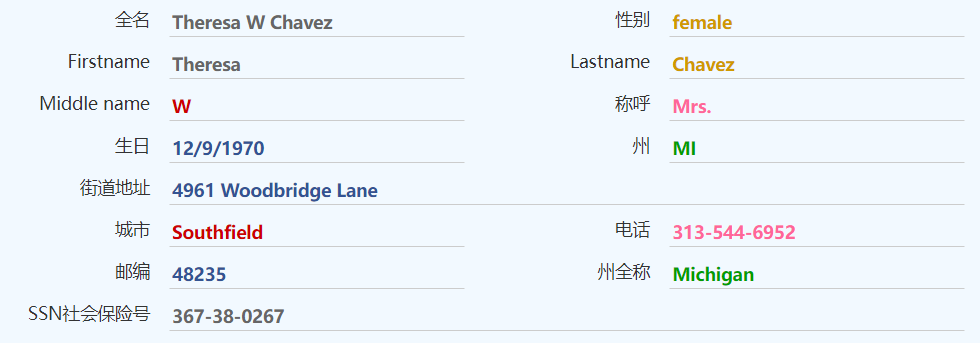 全名 Theresa W Chavez 性别 female
Firstname Theresa Lastname Chavez
Middle name W 称呼 Mrs.
生日 12/9/1970 州 MI
街道地址 4961 Woodbridge Lane
城市 Southfield 电话 313-544-6952
邮编 48235 州全称 Michigan
SSN社会保险号 367-38-0267